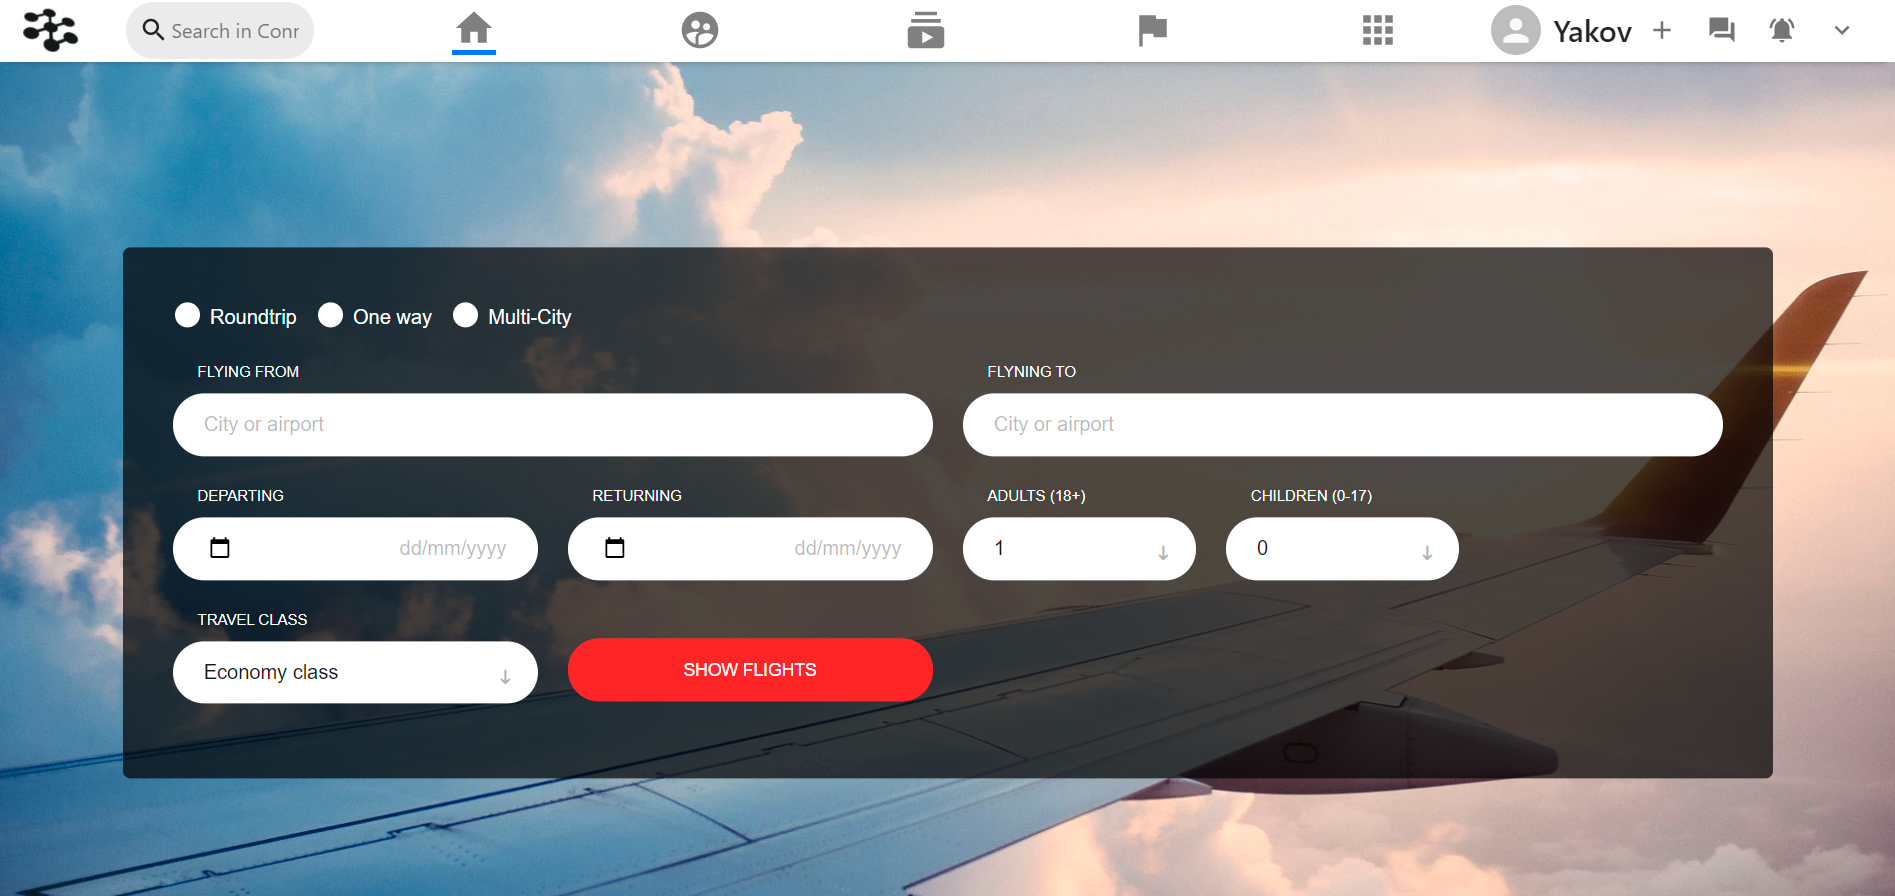 Search in Conr
Yakov
Roundtrip One way Multi-City
FLYING FROM FLYNING TO
City or airport City or airport
DEPARTING RETURNING ADULTS (18+) CHILDREN (0-17)
dd/mm/yyyy dd/mm/yyyy 1 0
TRAVEL CLASS
Economy class SHOW FLIGHTS